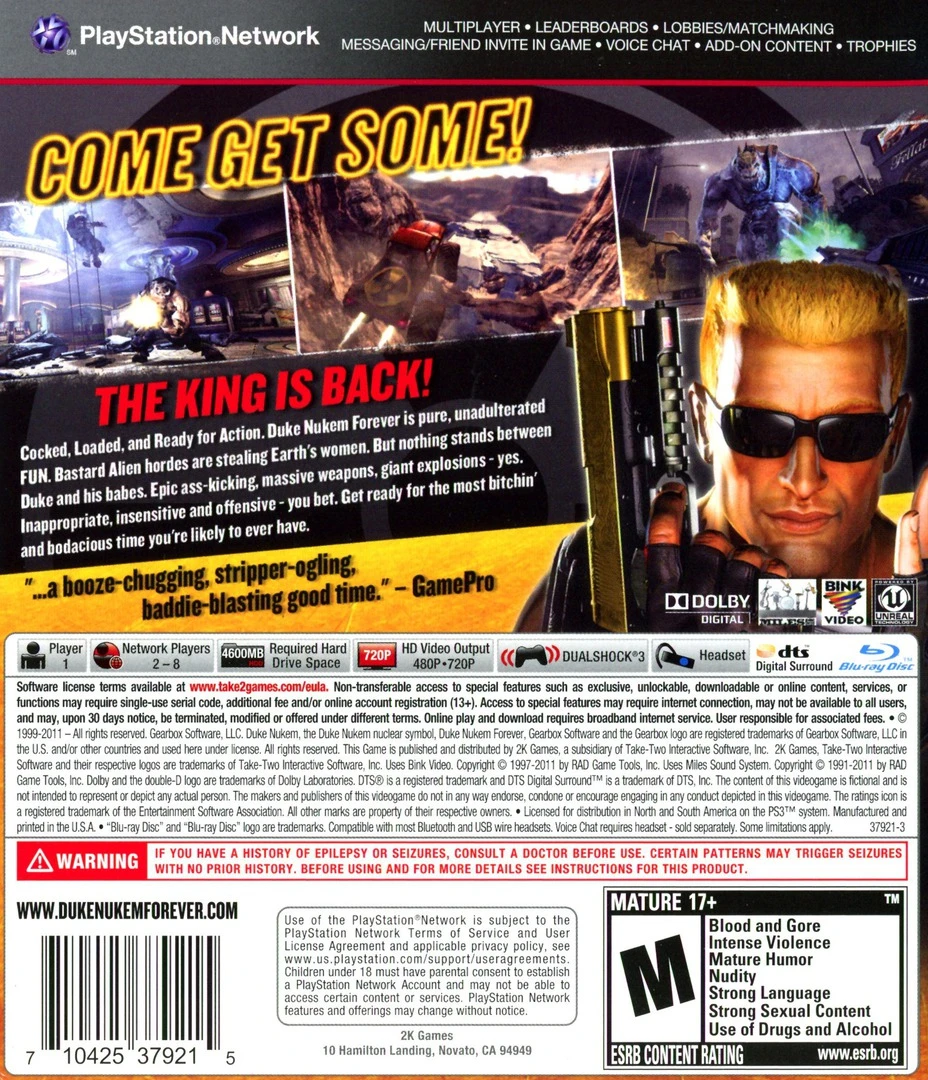 PlayStation®Network
SM
MULTIPLAYER • LEADERBOARDS • LOBBIES/MATCHMAKING
MESSAGING/FRIEND INVITE IN GAME • VOICE CHAT • ADD-ON CONTENT • TROPHIES
COME GET SOME!
THE KING IS BACK!
Cocked, Loaded, and Ready for Action. Duke Nukem Forever is pure, unadulterated
FUN. Bastard Alien hordes are stealing Earth's women. But nothing stands between
Duke and his babes. Epic ass-kicking, massive weapons, giant explosions - yes.
Inappropriate, insensitive and offensive - you bet. Get ready for the most bitchin'
and bodacious time you're likely to ever have.
"...a booze-chugging, stripper-ogling,
baddie-blasting good time." – GamePro
DOLBY
DIGITAL
MILES
BINK
VIDEO
POWERED BY
UNREAL
TECHNOLOGY
Player
1
Network Players
2 – 8
4600MB
HDD
Required Hard
Drive Space
720P
HD Video Output
480P•720P
DUALSHOCK®3
Headset
dts
Digital Surround
Blu-ray Disc™
Software license terms available at www.take2games.com/eula. Non-transferable access to special features such as exclusive, unlockable, downloadable or online content, services, or
functions may require single-use serial code, additional fee and/or online account registration (13+). Access to special features may require internet connection, may not be available to all users,
and may, upon 30 days notice, be terminated, modified or offered under different terms. Online play and download requires broadband internet service. User responsible for associated fees. • ©
1999-2011 – All rights reserved. Gearbox Software, LLC. Duke Nukem, the Duke Nukem nuclear symbol, Duke Nukem Forever, Gearbox Software and the Gearbox logo are registered trademarks of Gearbox Software, LLC in
the U.S. and/or other countries and used here under license. All rights reserved. This Game is published and distributed by 2K Games, a subsidiary of Take-Two Interactive Software, Inc. 2K Games, Take-Two Interactive
Software and their respective logos are trademarks of Take-Two Interactive Software, Inc. Uses Bink Video. Copyright © 1997-2011 by RAD Game Tools, Inc. Uses Miles Sound System. Copyright © 1991-2011 by RAD
Game Tools, Inc. Dolby and the double-D logo are trademarks of Dolby Laboratories. DTS® is a registered trademark and DTS Digital Surround™ is a trademark of DTS, Inc. The content of this videogame is fictional and is
not intended to represent or depict any actual person. The makers and publishers of this videogame do not in any way endorse, condone or encourage engaging in any conduct depicted in this videogame. The ratings icon is
a registered trademark of the Entertainment Software Association. All other marks are property of their respective owners. • Licensed for distribution in North and South America on the PS3™ system. Manufactured and
printed in the U.S.A. • “Blu-ray Disc” and “Blu-ray Disc” logo are trademarks. Compatible with most Bluetooth and USB wire headsets. Voice Chat requires headset - sold separately. Some limitations apply. 37921-3
WARNING
IF YOU HAVE A HISTORY OF EPILEPSY OR SEIZURES, CONSULT A DOCTOR BEFORE USE. CERTAIN PATTERNS MAY TRIGGER SEIZURES
WITH NO PRIOR HISTORY. BEFORE USING AND FOR MORE DETAILS SEE INSTRUCTIONS FOR THIS PRODUCT.
WWW.DUKENUKEMFOREVER.COM
7 10425 37921 5
Use of the PlayStation®Network is subject to the
PlayStation Network Terms of Service and User
License Agreement and applicable privacy policy, see
www.us.playstation.com/support/useragreements.
Children under 18 must have parental consent to establish
a PlayStation Network Account and may not be able to
access certain content or services. PlayStation Network
features and offerings may change without notice.
2K Games
10 Hamilton Landing, Novato, CA 94949
MATURE 17+
TM
M
Blood and Gore
Intense Violence
Mature Humor
Nudity
Strong Language
Strong Sexual Content
Use of Drugs and Alcohol
ESRB CONTENT RATING
www.esrb.org